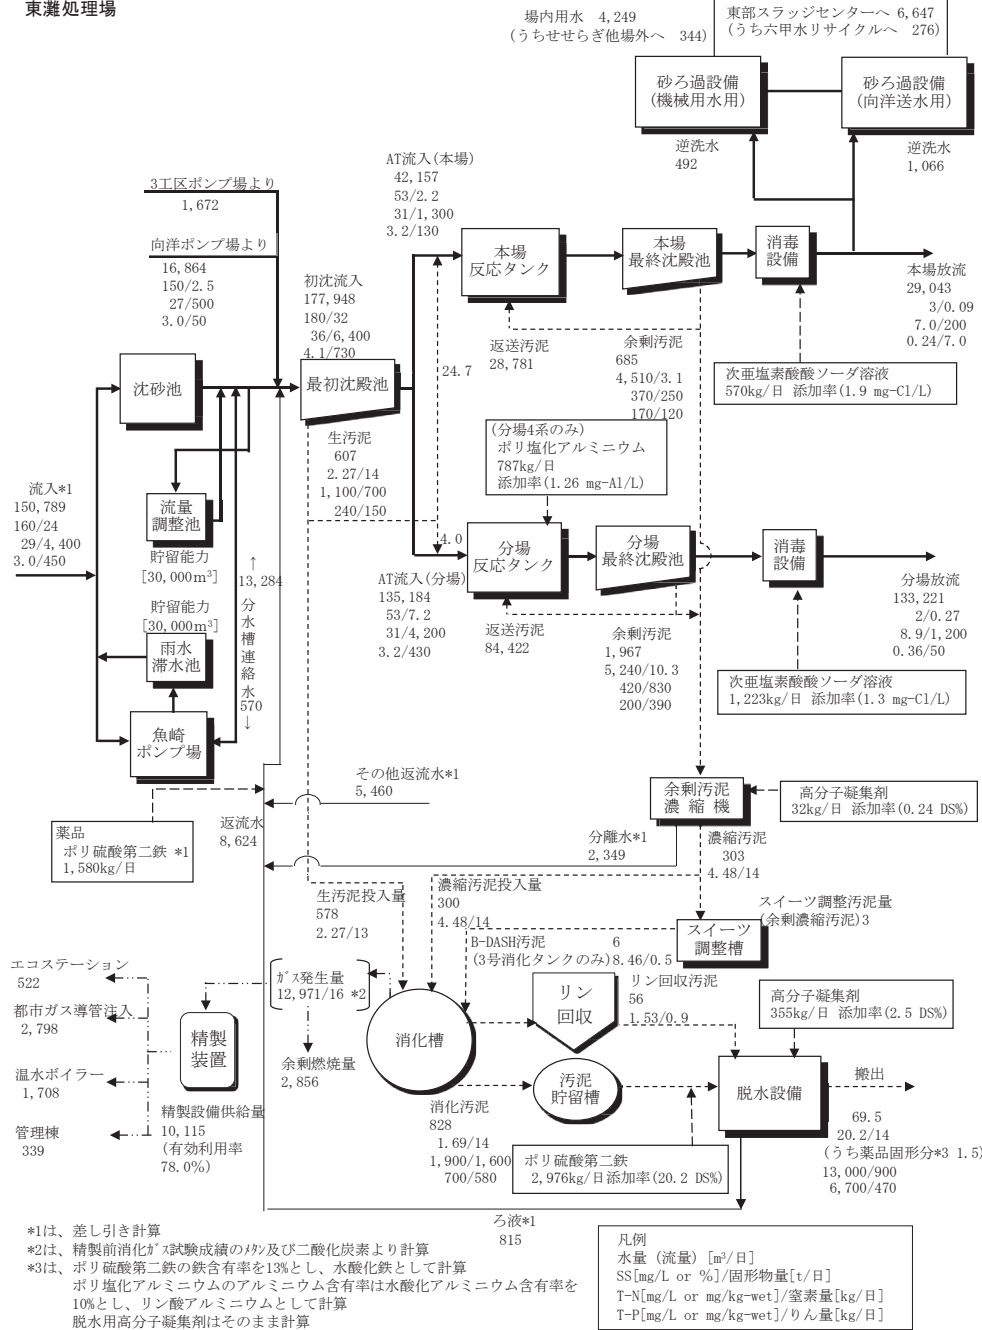 東灘処理場
場内用水 4,249
(うちせせらぎ他場外へ 344)
東部スラッジセンターへ 6,647
(うち六甲水リサイクルへ 276)
砂ろ過設備
(機械用水用)
砂ろ過設備
(向洋送水用)
逆洗水
492
逆洗水
1,066
3工区ポンプ場より
1,672
向洋ポンプ場より
16,864
150/2.5
27/500
3.0/50
AT流入(本場)
42,157
53/2.2
31/1,300
3.2/130
初沈流入
177,948
180/32
36/6,400
4.1/730
本場
反応タンク
本場
最終沈殿池
消毒
設備
本場放流
29,043
3/0.09
7.0/200
0.24/7.0
沈砂池
最初沈殿池
24.7
返送汚泥
28,781
余剰汚泥
685
4,510/3.1
370/250
170/120
次亜塩素酸酸ソーダ溶液
570kg/日 添加率(1.9 mg-Cl/L)
(分場4系のみ)
ポリ塩化アルミニウム
787kg/日
添加率(1.26 mg-Al/L)
生汚泥
607
2.27/14
1,100/700
240/150
流入*1
150,789
160/24
29/4,400
3.0/450
流量
調整池
貯留能力
[30,000m³]
↑
13,284
分水槽連絡水
570
↓
貯留能力
[30,000m³]
雨水
滞水池
魚崎
ポンプ場
4.0
AT流入(分場)
135,184
53/7.2
31/4,200
3.2/430
分場
反応タンク
分場
最終沈殿池
消毒
設備
分場放流
133,221
2/0.27
8.9/1,200
0.36/50
返送汚泥
84,422
余剰汚泥
1,967
5,240/10.3
420/830
200/390
次亜塩素酸酸ソーダ溶液
1,223kg/日 添加率(1.3 mg-Cl/L)
その他返流水*1
5,460
余剰汚泥
濃縮機
高分子凝集剤
32kg/日 添加率(0.24 DS%)
薬品
ポリ硫酸第二鉄 *1
1,580kg/日
返流水
8,624
分離水*1
2,349
濃縮汚泥
303
4.48/14
生汚泥投入量
578
2.27/13
濃縮汚泥投入量
300
4.48/14
スイーツ調整汚泥量
(余剰濃縮汚泥)3
スイーツ
調整槽
B-DASH汚泥 6
(3号消化タンクのみ)8.46/0.5
エコステーション
522
都市ガス導管注入
2,798
温水ボイラー
1,708
管理棟
339
精製
装置
ｶﾞｽ発生量
12,971/16 *2
余剰燃焼量
2,856
精製設備供給量
10,115
(有効利用率
78.0%)
消化槽
リン
回収
リン回収汚泥
56
1.53/0.9
高分子凝集剤
355kg/日 添加率(2.5 DS%)
汚泥
貯留槽
脱水設備
搬出
69.5
20.2/14
(うち薬品固形分*3 1.5)
13,000/900
6,700/470
消化汚泥
828
1.69/14
1,900/1,600
700/580
ポリ硫酸第二鉄
2,976kg/日添加率(20.2 DS%)
ろ液*1
815
*1は、差し引き計算
*2は、精製前消化ｶﾞｽ試験成績のﾒﾀﾝ及び二酸化炭素より計算
*3は、ポリ硫酸第二鉄の鉄含有率を13%とし、水酸化鉄として計算
ポリ塩化アルミニウムのアルミニウム含有率は水酸化アルミニウム含有率を
10%とし、リン酸アルミニウムとして計算
脱水用高分子凝集剤はそのまま計算
凡例
水量 (流量) [m³/日]
SS[mg/L or %]/固形物量[t/日]
T-N[mg/L or mg/kg-wet]/窒素量[kg/日]
T-P[mg/L or mg/kg-wet]/りん量[kg/日]